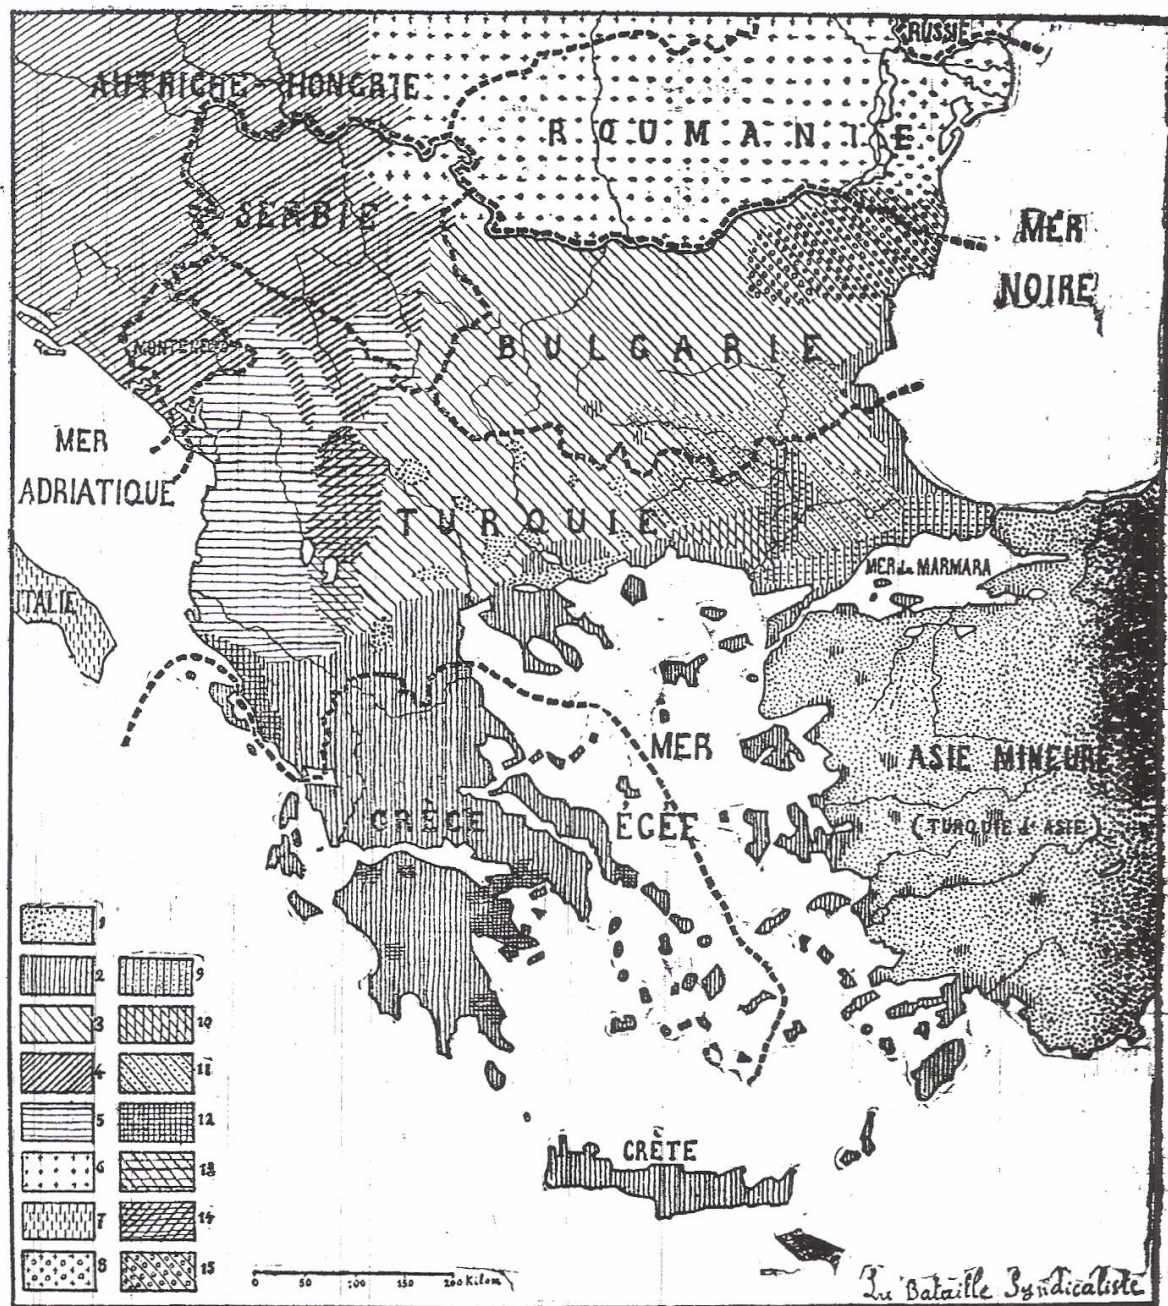 RUSSIE
AUTRICHE-HONGRIE
ROUMANIE
SERBIE
MER
NOIRE
MONTENEGRO
BULGARIE
MER
ADRIATIQUE
TURQUIE
MER de MARMARA
ITALIE
MER
ÉGÉE
ASIE MINEURE
(TURQUIE d'ASIE)
GRÈCE
1
2
9
3
10
4
11
5
12
6
13
7
14
8
15
CRÈTE
0 50 100 150 200 Kilom
La Bataille Syndicaliste